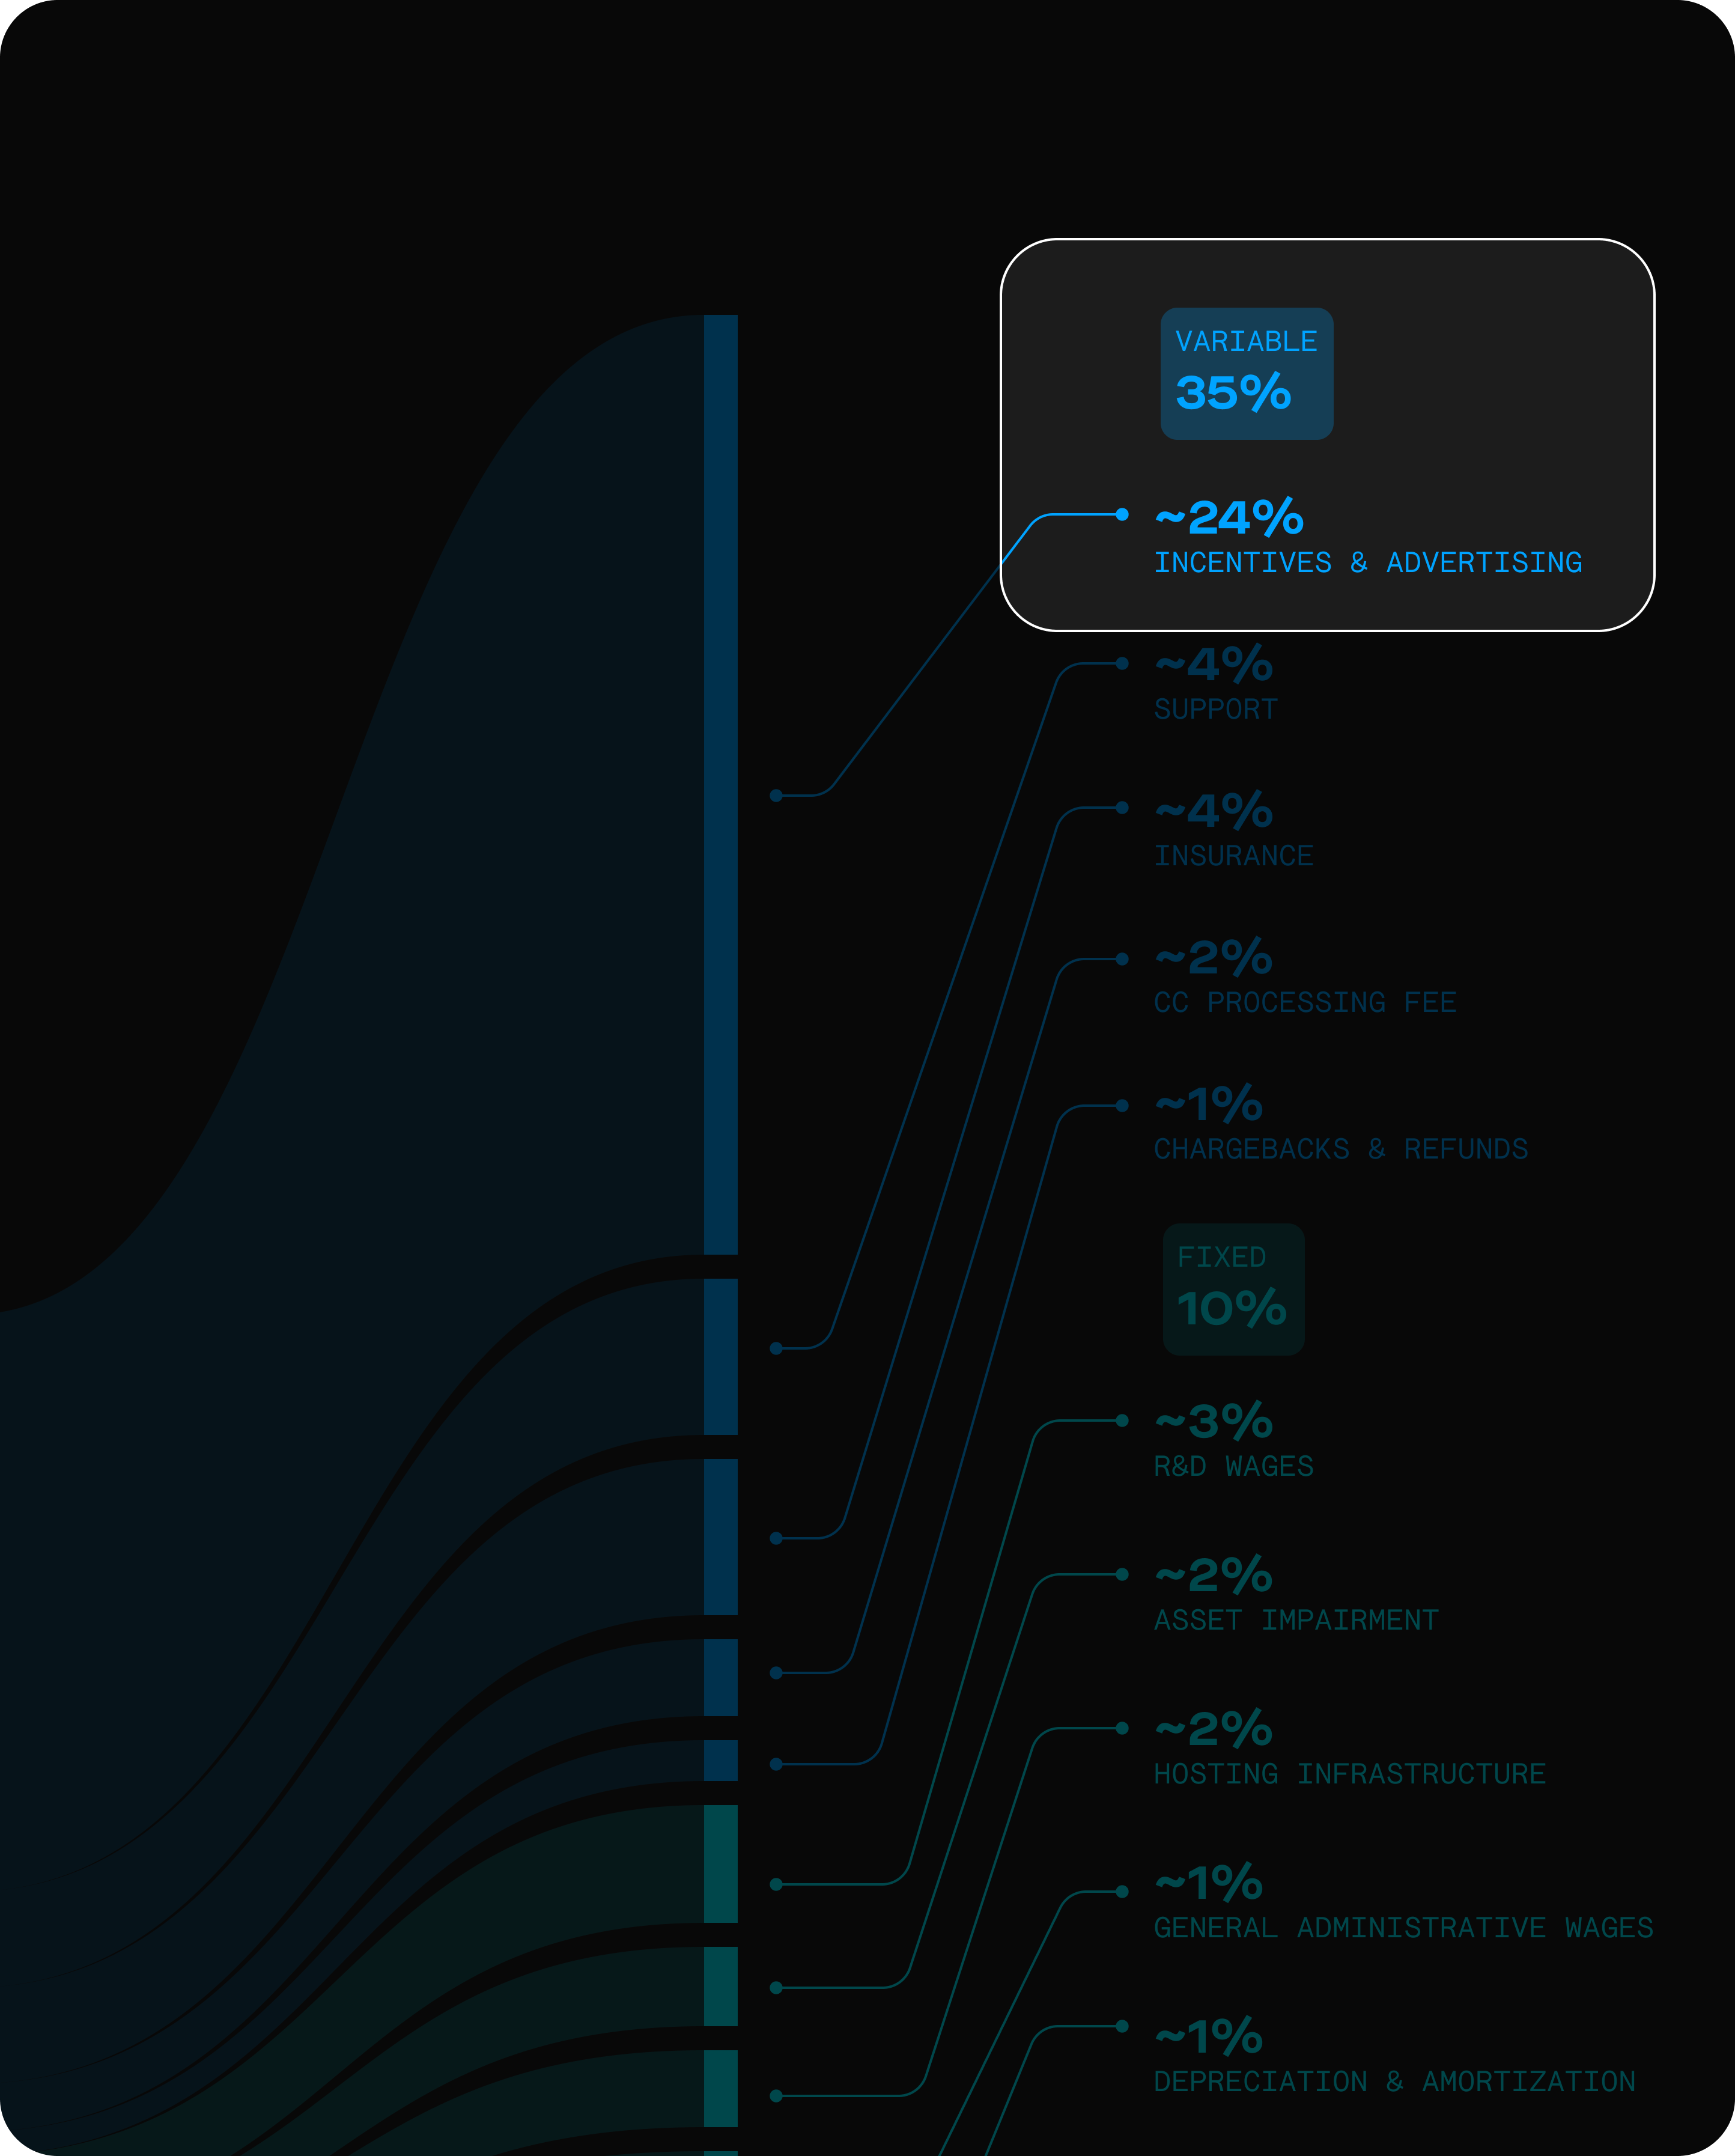 VARIABLE
35%
~24%
INCENTIVES & ADVERTISING
~4%
SUPPORT
~4%
INSURANCE
~2%
CC PROCESSING FEE
~1%
CHARGEBACKS & REFUNDS
FIXED
10%
~3%
R&D WAGES
~2%
ASSET IMPAIRMENT
~2%
HOSTING INFRASTRUCTURE
~1%
GENERAL ADMINISTRATIVE WAGES
~1%
DEPRECIATION & AMORTIZATION